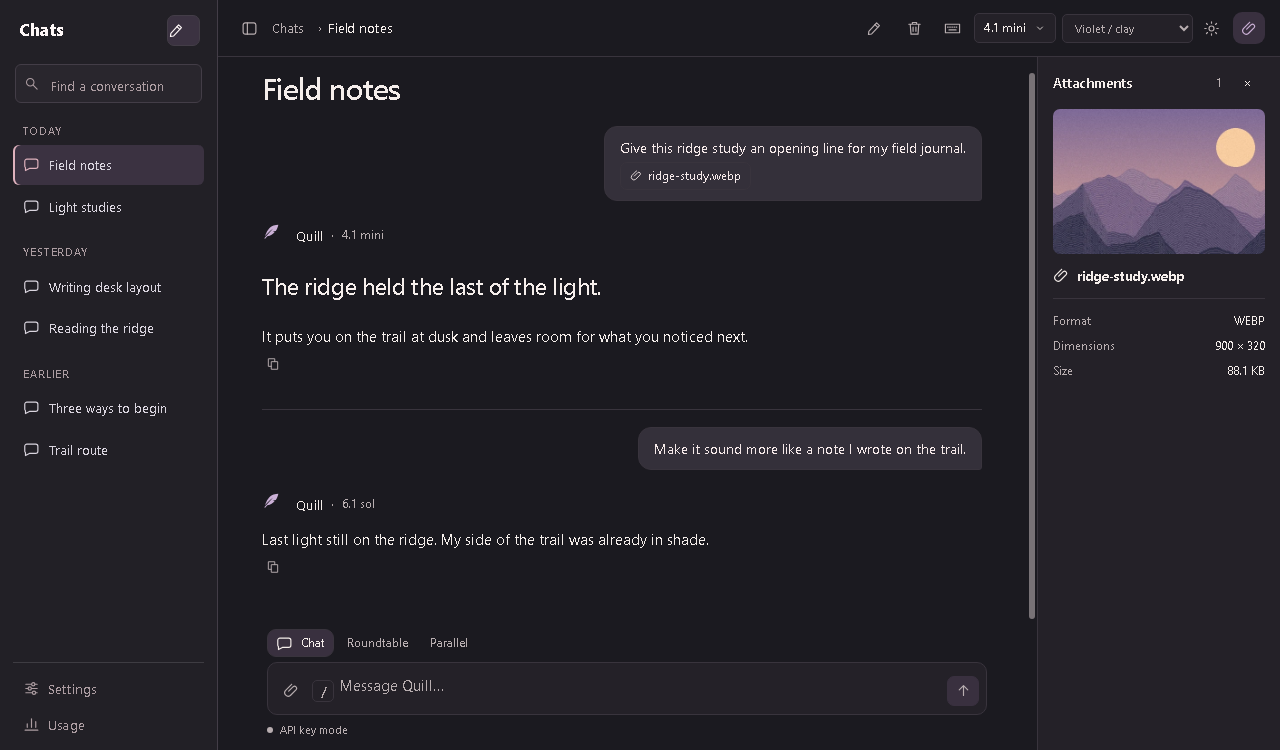 Chats
Find a conversation
TODAY
Field notes
Light studies
YESTERDAY
Writing desk layout
Reading the ridge
EARLIER
Three ways to begin
Trail route
Settings
Usage
Chats › Field notes
4.1 mini
Violet / clay
Field notes
Give this ridge study an opening line for my field journal.
ridge-study.webp
Quill · 4.1 mini
The ridge held the last of the light.
It puts you on the trail at dusk and leaves room for what you noticed next.
Make it sound more like a note I wrote on the trail.
Quill · 6.1 sol
Last light still on the ridge. My side of the trail was already in shade.
Chat
Roundtable
Parallel
/ Message Quill...
API key mode
Attachments 1 ×
ridge-study.webp
Format WEBP
Dimensions 900 × 320
Size 88.1 KB